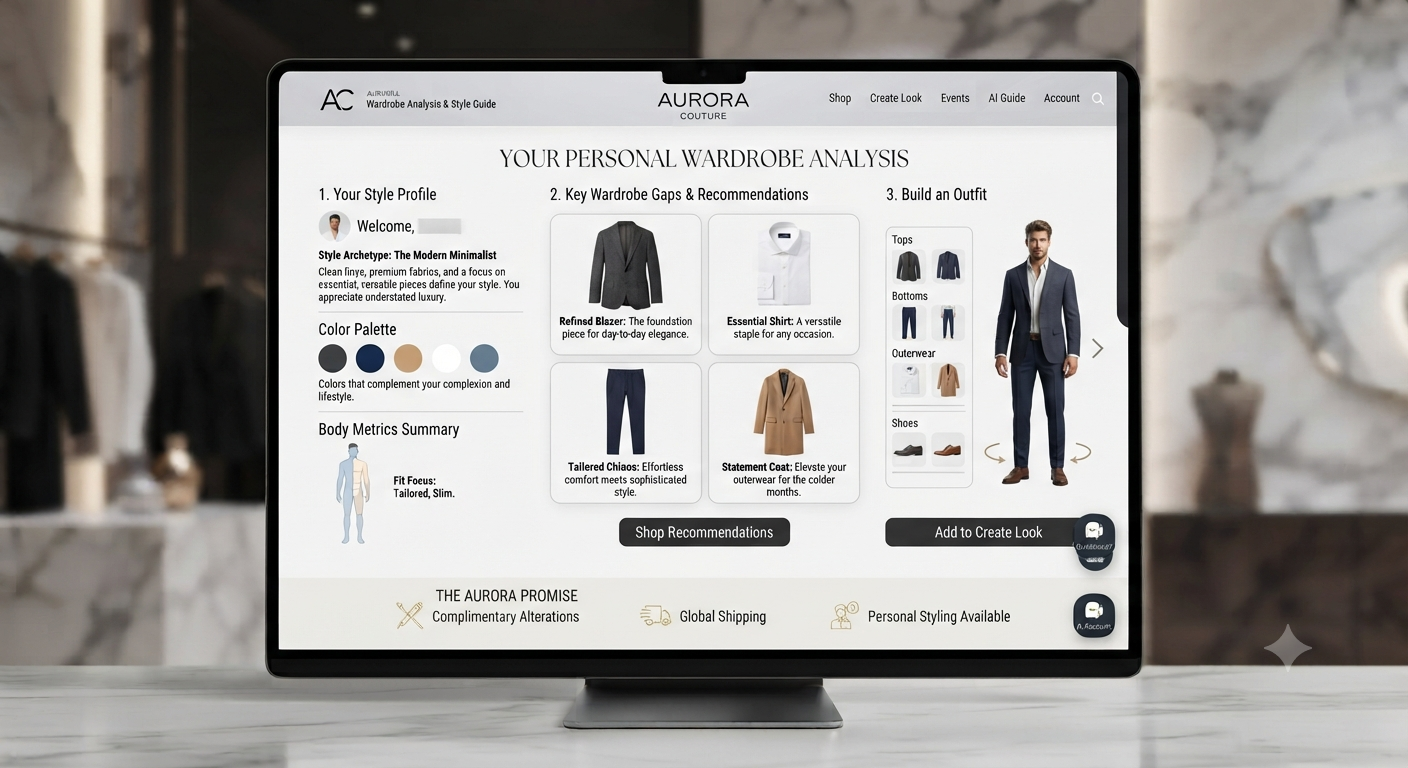 AC
Wardrobe Analysis & Style Guide
AURORA
COUTURE
Shop
Create Look
Events
AI Guide
Account
YOUR PERSONAL WARDROBE ANALYSIS
1. Your Style Profile
Welcome,
Style Archetype: The Modern Minimalist
Clean finye, premium fabrics, and a focus on
essentiat, rersatile pieces dafine your style. You
appreciate understated luxury.
Color Palette
Colors that complement your complexion and
lifestyle.
Body Metrics Summary
Fit Focus:
Tailored, Slim.
2. Key Wardrobe Gaps & Recommendations
Refinsd Blazer: The foundation
piece for day-to-day elegance.
Essential Shirt: A versatile
staple for any occasion.
Tailered Chiaos: Effortless
comfort meets sophisticated
style.
Statement Coat: Elevste your
outerwear for the colder
months.
Shop Recommendations
3. Build an Outfit
Tops
Bottoms
Outerwear
Shoes
Add to Create Look
THE AURORA PROMISE
Complimentary Alterations
Global Shipping
Personal Styling Available